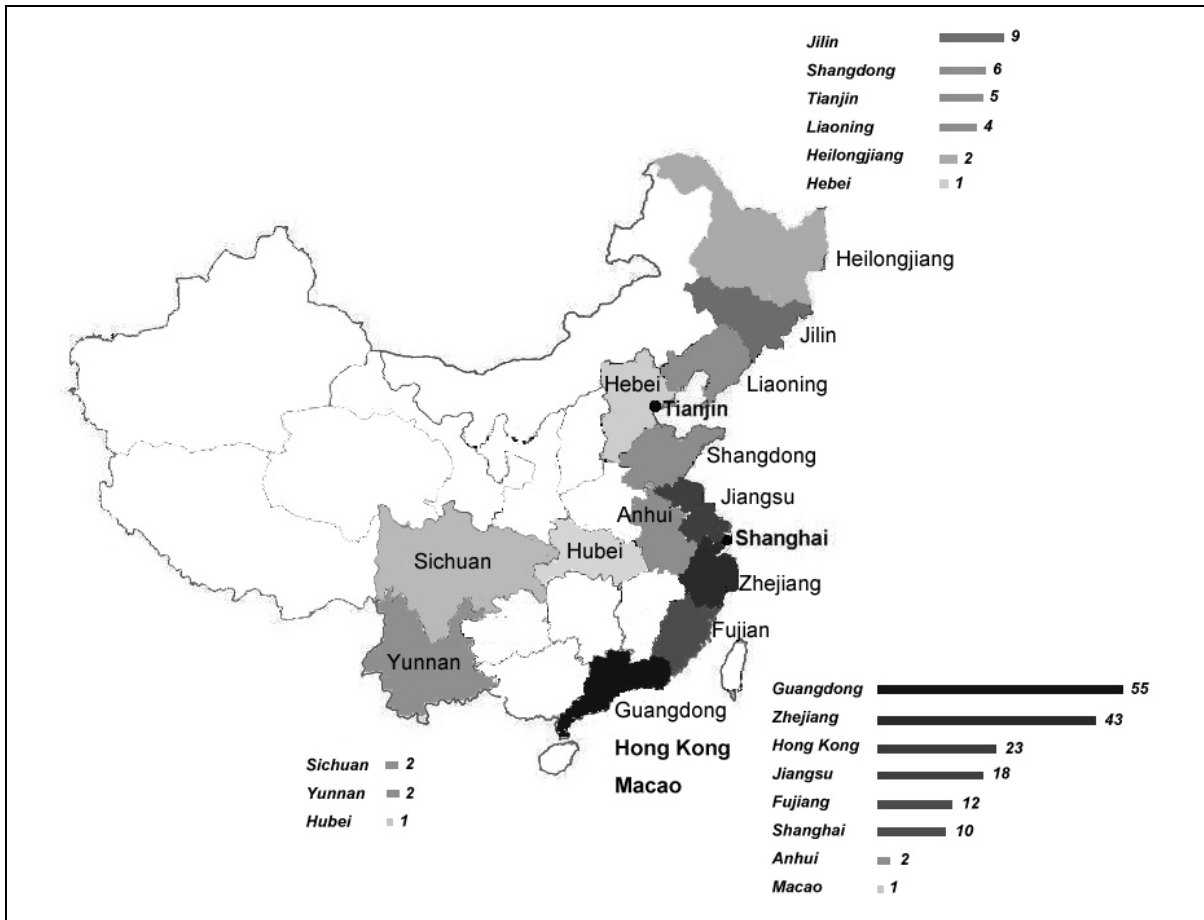 Jilin 9
Shangdong 6
Tianjin 5
Liaoning 4
Heilongjiang 2
Hebei 1
Heilongjiang
Jilin
Liaoning
Hebei
Tianjin
Shangdong
Jiangsu
Anhui
Shanghai
Hubei
Sichuan
Zhejiang
Fujian
Yunnan
Guangdong
Hong Kong
Macao
Guangdong 55
Zhejiang 43
Hong Kong 23
Jiangsu 18
Fujiang 12
Shanghai 10
Anhui 2
Macao 1
Sichuan 2
Yunnan 2
Hubei 1